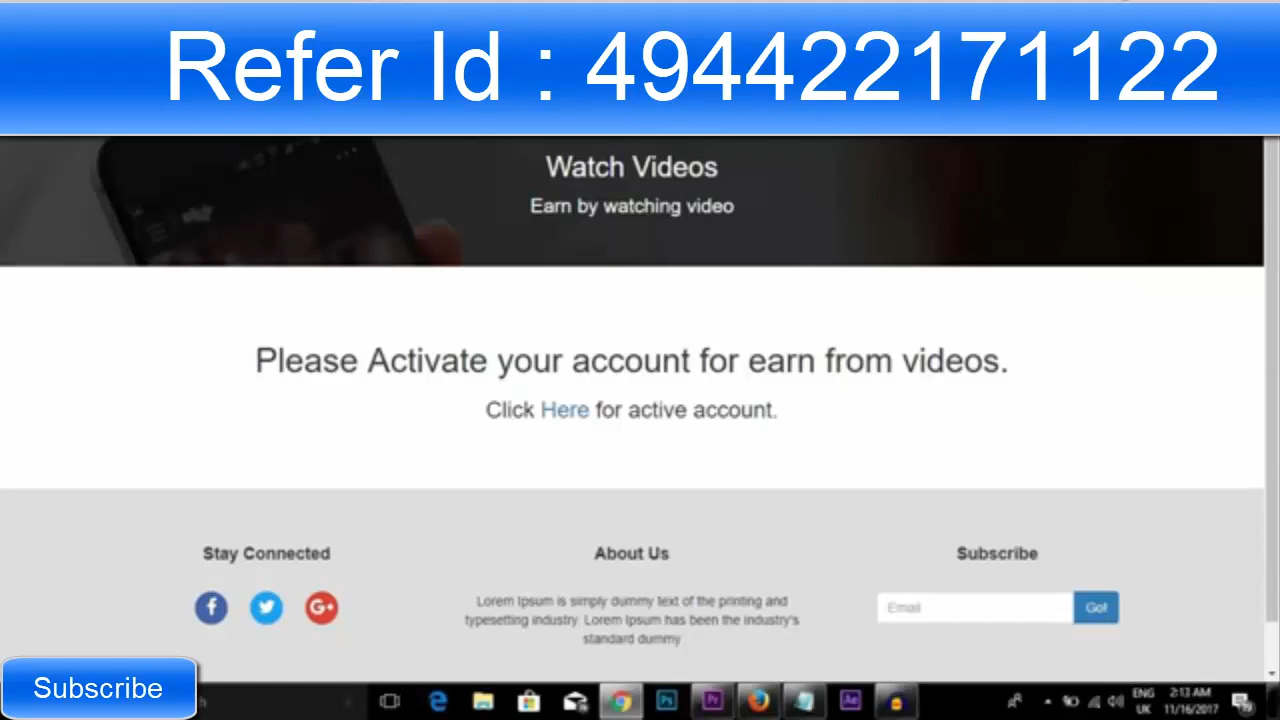 Refer Id : 494422171122
Watch Videos
Earn by watching video
Please Activate your account for earn from videos.
Click Here for active account.
Stay Connected
About Us
Subscribe
Lorem Ipsum is simply dummy text of the printing and
typesetting industry. Lorem Ipsum has been the industry's
standard dummy
Email
Go!
Subscribe
ENG
UK
2:13 AM
11/16/2017